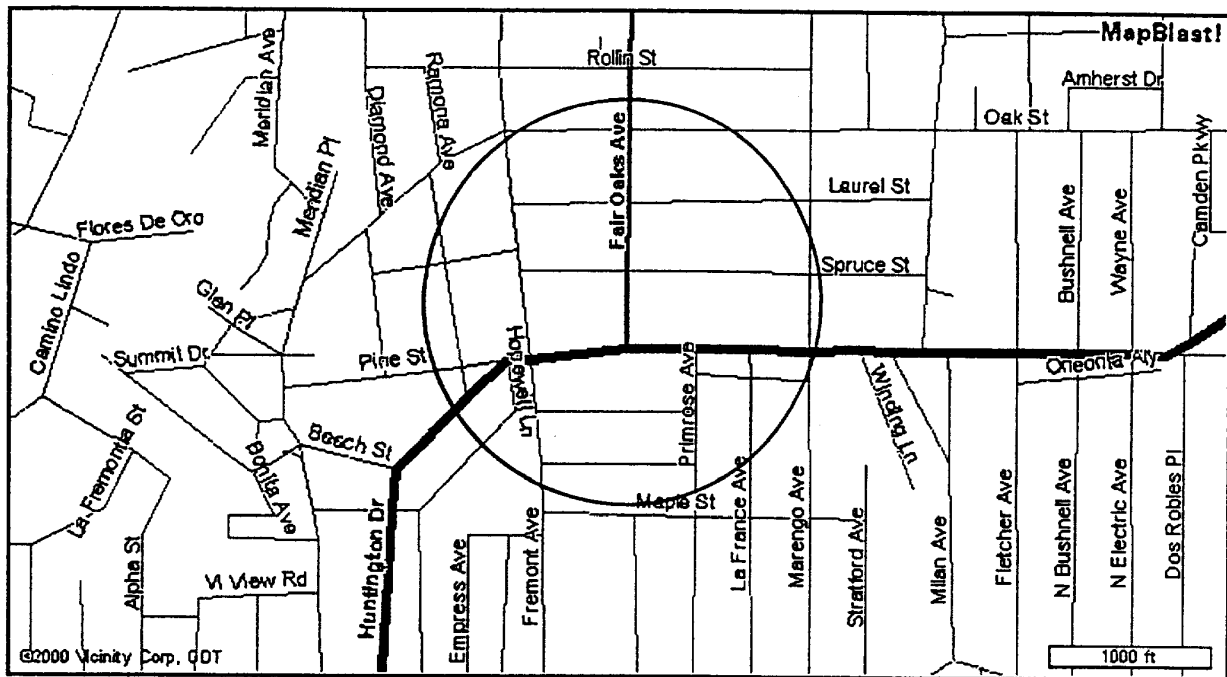 MapBlast!
Rollin St
Amherst Dr
Oak St
Meridian Ave
Diamond Ave
Ramona Ave
Fair Oaks Ave
Meridian Pl
Laurel St
Bushnell Ave
Wayne Ave
Camden Pkwy
Flores De Oro
Camino Lindo
Glen Pl
Spruce St
Summit Dr
Pine St
Hopewell Ln
Primrose Ave
Oneonta Aly
Windpug Ln
La Fremontia St
Beech St
Bonita Ave
Maple St
La France Ave
Marengo Ave
Stratford Ave
Milan Ave
Fletcher Ave
N Bushnell Ave
N Electric Ave
Dos Robles Pl
Alpha St
Vi View Rd
Huntington Dr
Empress Ave
Fremont Ave
©2000 Vicinity Corp, GDT
1000 ft